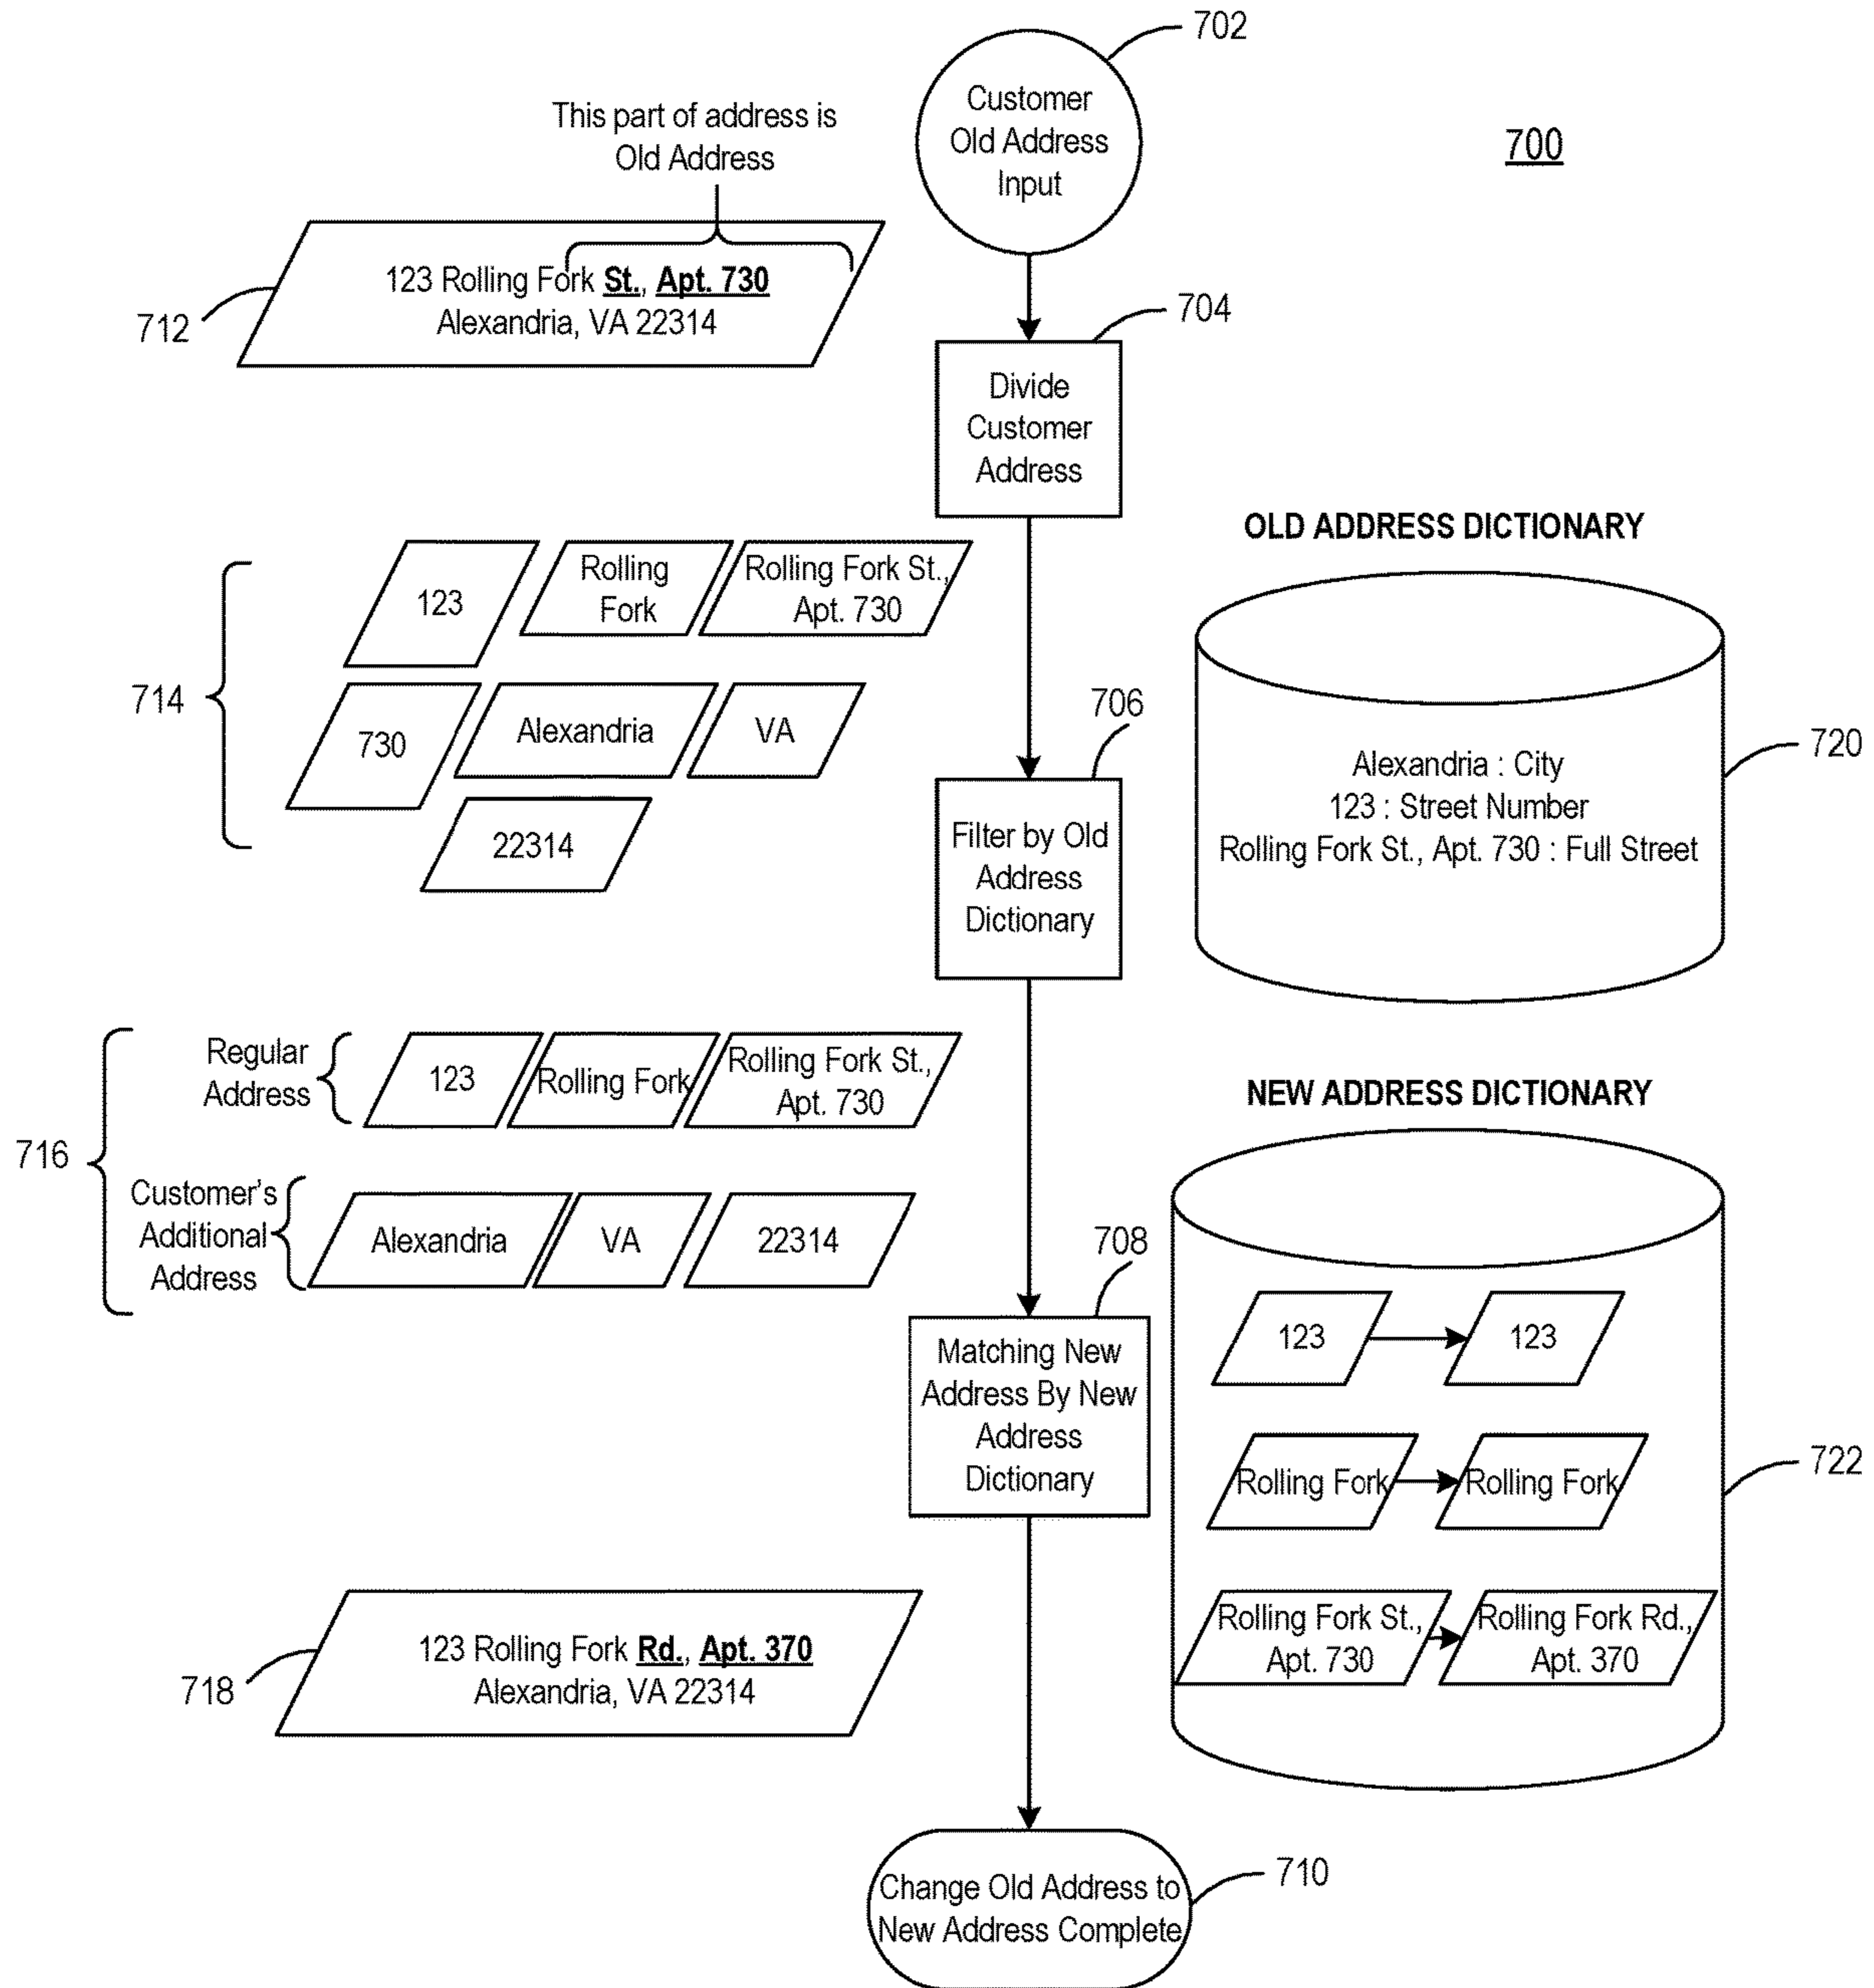 702
Customer
Old Address
Input
700
This part of address is
Old Address
123 Rolling Fork St., Apt. 730
Alexandria, VA 22314
712
704
Divide
Customer
Address
714
123
Rolling
Fork
Rolling Fork St.,
Apt. 730
730
Alexandria
VA
22314
OLD ADDRESS DICTIONARY
706
Filter by Old
Address
Dictionary
Alexandria : City
123 : Street Number
Rolling Fork St., Apt. 730 : Full Street
720
716
Regular
Address
123
Rolling Fork
Rolling Fork St.,
Apt. 730
Customer's
Additional
Address
Alexandria
VA
22314
NEW ADDRESS DICTIONARY
708
Matching New
Address By New
Address
Dictionary
123
123
Rolling Fork
Rolling Fork
722
Rolling Fork St.,
Apt. 730
Rolling Fork Rd.,
Apt. 370
123 Rolling Fork Rd., Apt. 370
Alexandria, VA 22314
718
Change Old Address to
New Address Complete
710